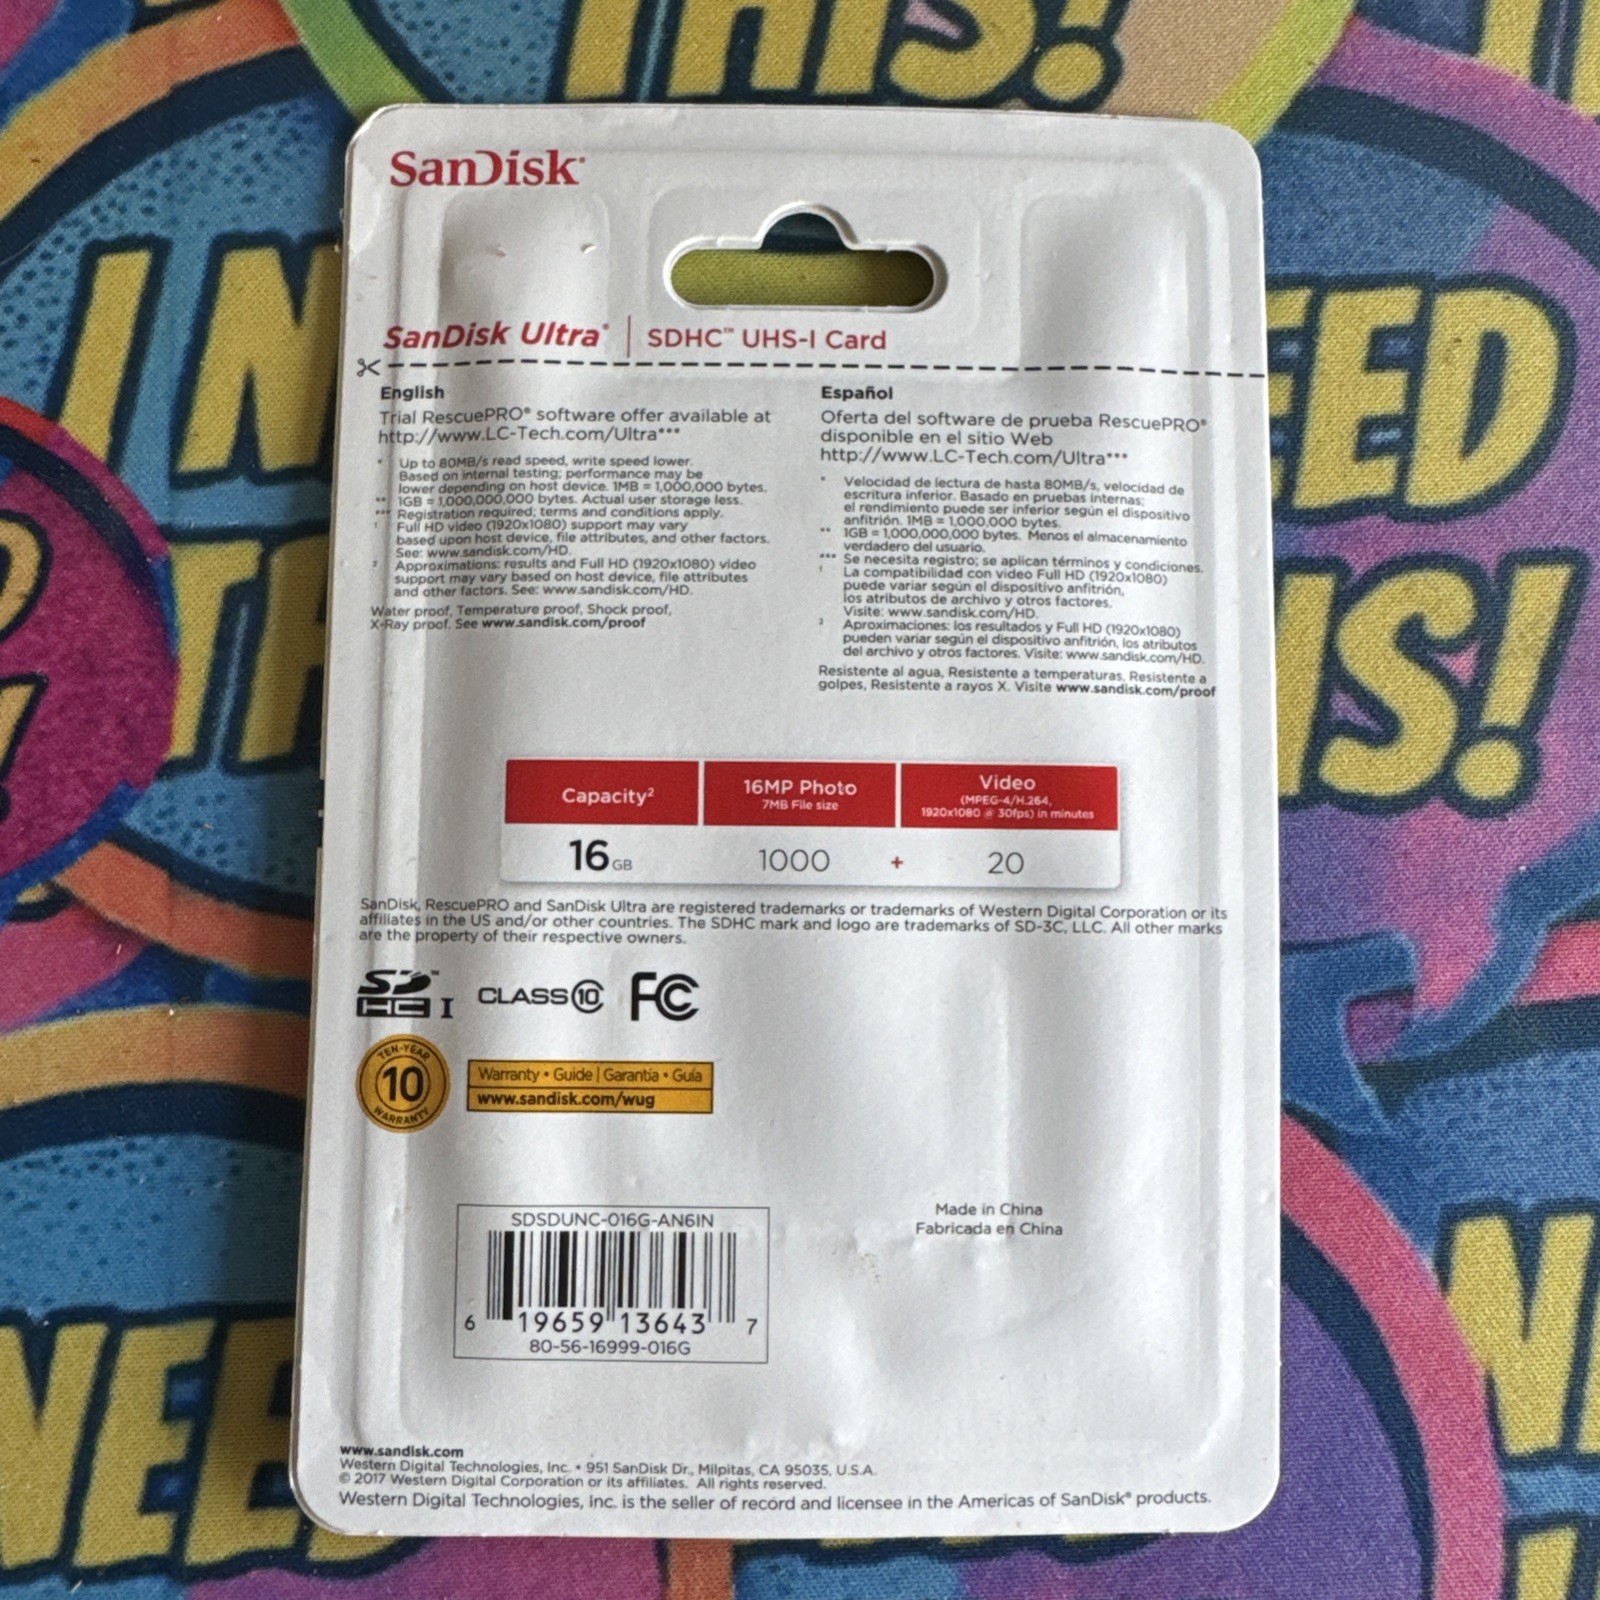 THIS!
I N
EED
TH
IS!
NEED
N
SanDisk®
SanDisk Ultra® | SDHC™ UHS-I Card
English
Trial RescuePRO® software offer available at
http://www.LC-Tech.com/Ultra***
* Up to 80MB/s read speed, write speed lower.
Based on internal testing; performance may be
lower depending on host device. 1MB = 1,000,000 bytes.
** 1GB = 1,000,000,000 bytes. Actual user storage less.
*** Registration required; terms and conditions apply.
¹ Full HD video (1920x1080) support may vary
based upon host device, file attributes, and other factors.
See: www.sandisk.com/HD.
² Approximations: results and Full HD (1920x1080) video
support may vary based on host device, file attributes
and other factors. See: www.sandisk.com/HD.
Water proof, Temperature proof, Shock proof,
X-Ray proof. See www.sandisk.com/proof
Español
Oferta del software de prueba RescuePRO®
disponible en el sitio Web
http://www.LC-Tech.com/Ultra***
* Velocidad de lectura de hasta 80MB/s, velocidad de
escritura inferior. Basado en pruebas internas;
el rendimiento puede ser inferior según el dispositivo
anfitrión. 1MB = 1,000,000 bytes.
** 1GB = 1,000,000,000 bytes. Menos el almacenamiento
verdadero del usuario.
*** Se necesita registro; se aplican términos y condiciones.
¹ La compatibilidad con video Full HD (1920x1080)
puede variar según el dispositivo anfitrión,
los atributos de archivo y otros factores.
Visite: www.sandisk.com/HD.
² Aproximaciones: los resultados y Full HD (1920x1080)
pueden variar según el dispositivo anfitrión, los atributos
del archivo y otros factores. Visite: www.sandisk.com/HD.
Resistente al agua, Resistente a temperaturas, Resistente a
golpes, Resistente a rayos X. Visite www.sandisk.com/proof
Capacity²
16MP Photo
7MB File size
Video
(MPEG-4/H.264,
1920x1080 @ 30fps) in minutes
16GB 1000 + 20
SanDisk, RescuePRO and SanDisk Ultra are registered trademarks or trademarks of Western Digital Corporation or its
affiliates in the US and/or other countries. The SDHC mark and logo are trademarks of SD-3C, LLC. All other marks
are the property of their respective owners.
SDHC™ I CLASS 10 FC
TEN-YEAR
10
WARRANTY
Warranty • Guide | Garantía • Guía
www.sandisk.com/wug
SDSDUNC-016G-AN6IN
6 19659 13643 7
80-56-16999-016G
Made in China
Fabricada en China
www.sandisk.com
Western Digital Technologies, Inc. • 951 SanDisk Dr., Milpitas, CA 95035, U.S.A.
© 2017 Western Digital Corporation or its affiliates. All rights reserved.
Western Digital Technologies, Inc. is the seller of record and licensee in the Americas of SanDisk® products.